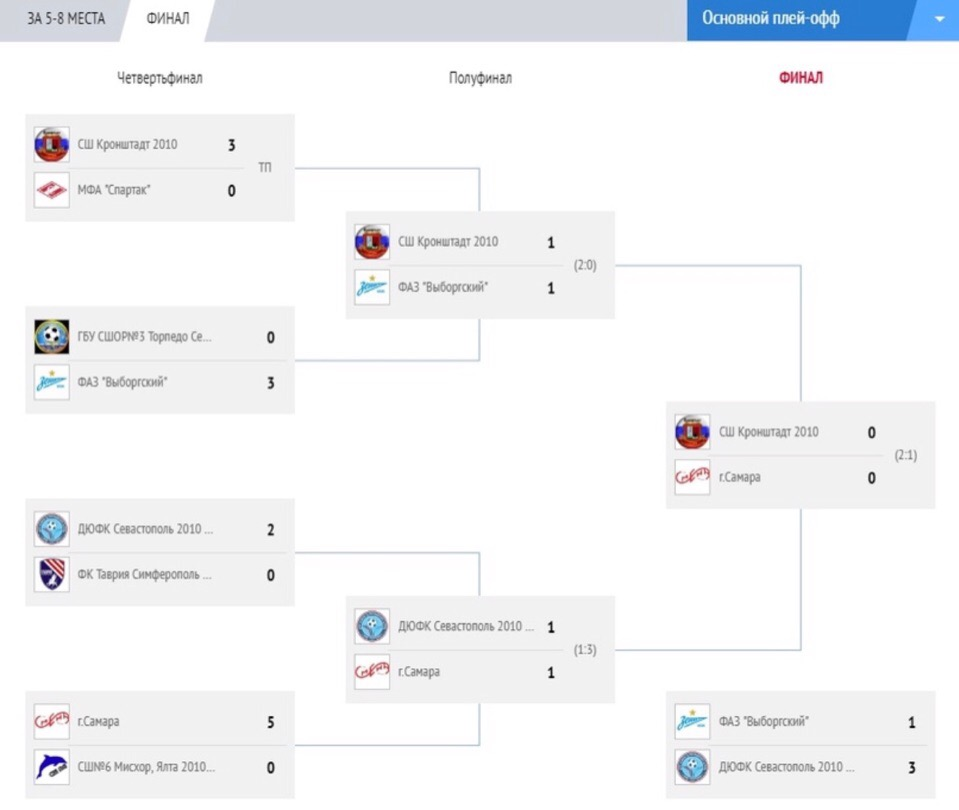 ЗА 5-8 МЕСТА
ФИНАЛ
Основной плей-офф
Четвертьфинал
Полуфинал
ФИНАЛ
СШ Кронштадт 2010 3
ТП
МФА "Спартак" 0
СШ Кронштадт 2010 1
(2:0)
ФАЗ "Выборгский" 1
ГБУ СШОР№3 Торпедо Се... 0
ФАЗ "Выборгский" 3
СШ Кронштадт 2010 0
(2:1)
г.Самара 0
ДЮФК Севастополь 2010 ... 2
ФК Таврия Симферополь ... 0
ДЮФК Севастополь 2010 ... 1
(1:3)
г.Самара 1
г.Самара 5
СШ№6 Мисхор, Ялта 2010... 0
ФАЗ "Выборгский" 1
ДЮФК Севастополь 2010 ... 3